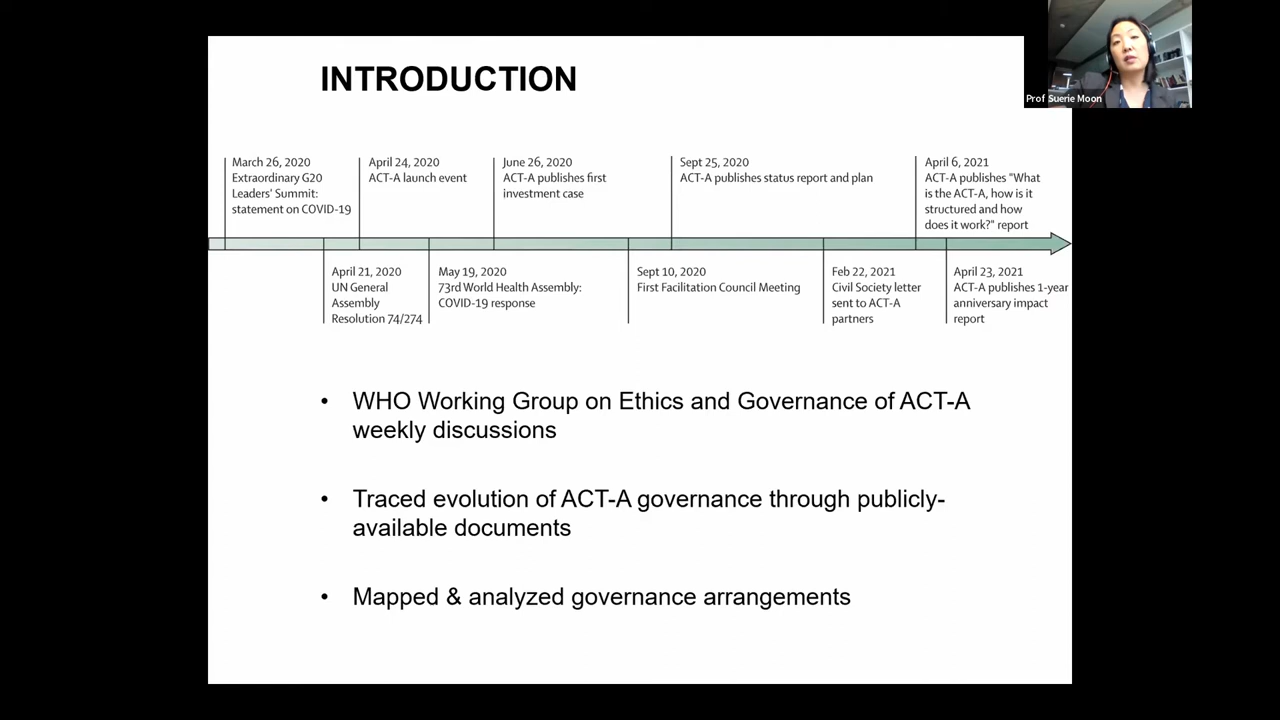 INTRODUCTION
Prof Suerie Moon
March 26, 2020
Extraordinary G20
Leaders' Summit:
statement on COVID-19
April 24, 2020
ACT-A launch event
June 26, 2020
ACT-A publishes first
investment case
Sept 25, 2020
ACT-A publishes status report and plan
April 6, 2021
ACT-A publishes "What
is the ACT-A, how is it
structured and how
does it work?" report
April 21, 2020
UN General
Assembly
Resolution 74/274
May 19, 2020
73rd World Health Assembly:
COVID-19 response
Sept 10, 2020
First Facilitation Council Meeting
Feb 22, 2021
Civil Society letter
sent to ACT-A
partners
April 23, 2021
ACT-A publishes 1-year
anniversary impact
report
• WHO Working Group on Ethics and Governance of ACT-A
weekly discussions
• Traced evolution of ACT-A governance through publicly-
available documents
• Mapped & analyzed governance arrangements